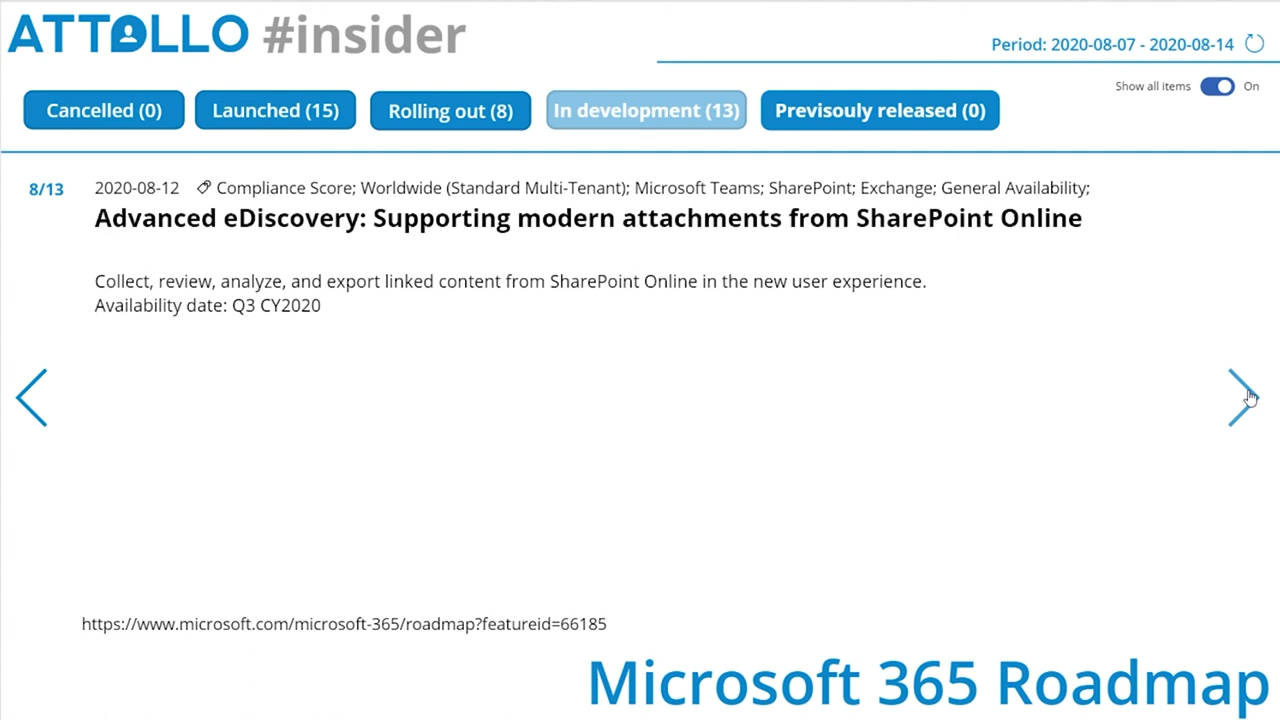 ATTOLLO #insider
Period: 2020-08-07 - 2020-08-14
Show all items On
Cancelled (0) Launched (15) Rolling out (8) In development (13) Previsouly released (0)
8/13 2020-08-12 Compliance Score; Worldwide (Standard Multi-Tenant); Microsoft Teams; SharePoint; Exchange; General Availability;
Advanced eDiscovery: Supporting modern attachments from SharePoint Online
Collect, review, analyze, and export linked content from SharePoint Online in the new user experience.
Availability date: Q3 CY2020
https://www.microsoft.com/microsoft-365/roadmap?featureid=66185
Microsoft 365 Roadmap